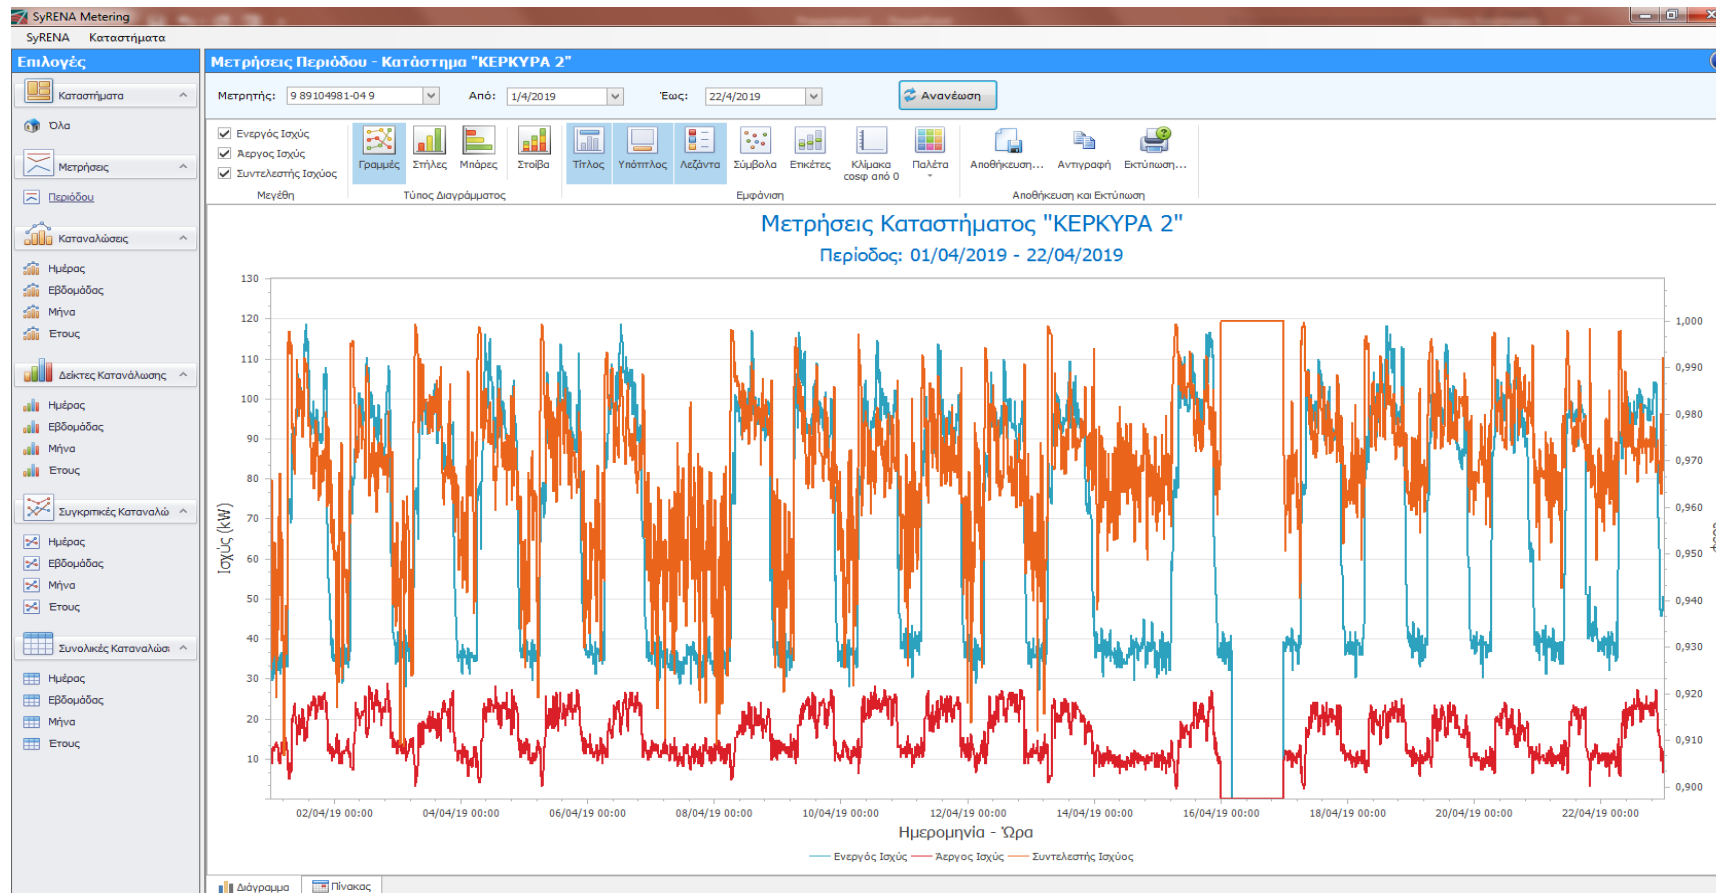 SyRENA Metering
SyRENA Καταστήματα
Επιλογές
Μετρήσεις Περιόδου - Κατάστημα "ΚΕΡΚΥΡΑ 2"
Καταστήματα
Όλα
Μετρήσεις
Περιόδου
Καταναλώσεις
Ημέρας
Εβδομάδας
Μήνα
Έτους
Δείκτες Κατανάλωσης
Ημέρας
Εβδομάδας
Μήνα
Έτους
Συγκριτικές Καταναλώ
Ημέρας
Εβδομάδας
Μήνα
Έτους
Συνολικές Καταναλώσι
Ημέρας
Εβδομάδας
Μήνα
Έτους
Μετρητής: 9 89104981-04 9 Από: 1/4/2019 Έως: 22/4/2019 Ανανέωση
Ενεργός Ισχύς
Άεργος Ισχύς
Συντελεστής Ισχύος
Μεγέθη
Γραμμές Στήλες Μπάρες Στοίβα
Τύπος Διαγράμματος
Τίτλος Υπότιτλος Λεζάντα Σύμβολα Ετικέτες Κλίμακα Παλέτα
cosφ από 0
Εμφάνιση
Αποθήκευση... Αντιγραφή Εκτύπωση...
Αποθήκευση και Εκτύπωση
Μετρήσεις Καταστήματος "ΚΕΡΚΥΡΑ 2"
Περίοδος: 01/04/2019 - 22/04/2019
130
120
110
100
90
80
70
60
50
40
30
20
10
Ισχύς (kW)
1,000
0,990
0,980
0,970
0,960
0,950
0,940
0,930
0,920
0,910
0,900
02/04/19 00:00 04/04/19 00:00 06/04/19 00:00 08/04/19 00:00 10/04/19 00:00 12/04/19 00:00 14/04/19 00:00 16/04/19 00:00 18/04/19 00:00 20/04/19 00:00 22/04/19 00:00
Ημερομηνία - Ώρα
Ενεργός Ισχύς Άεργος Ισχύς Συντελεστής Ισχύος
Διάγραμμα Πίνακας